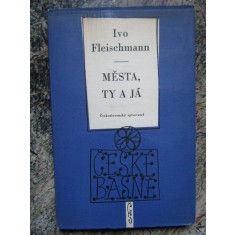 Ivo
Fleischmann
MĚSTA,
TY A JÁ
Československý spisovatel
ČESKÉ
BÁSNĚ